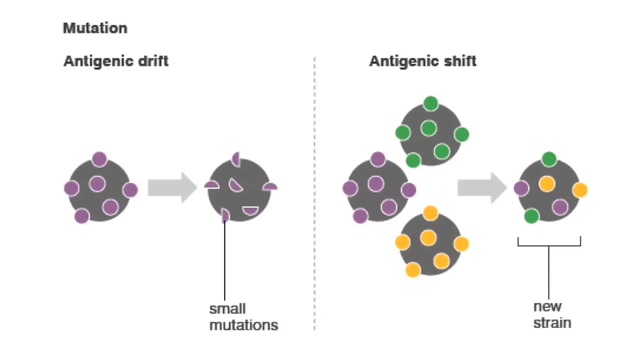 Mutation
Antigenic drift
Antigenic shift
small
mutations
new
strain